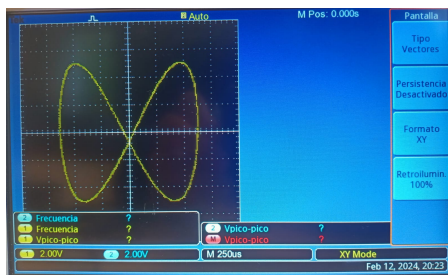 Auto M Pos: 0.000s Pantalla
Tipo
Vectores
Persistencia
Desactivado
Formato
XY
Retroilumin.
100%
2 Frecuencia ?
1 Frecuencia ?
1 Vpico-pico ?
2 Vpico-pico ?
M Vpico-pico ?
1 2.00V 2 2.00V M 250us XY Mode
Feb 12, 2024, 20:23